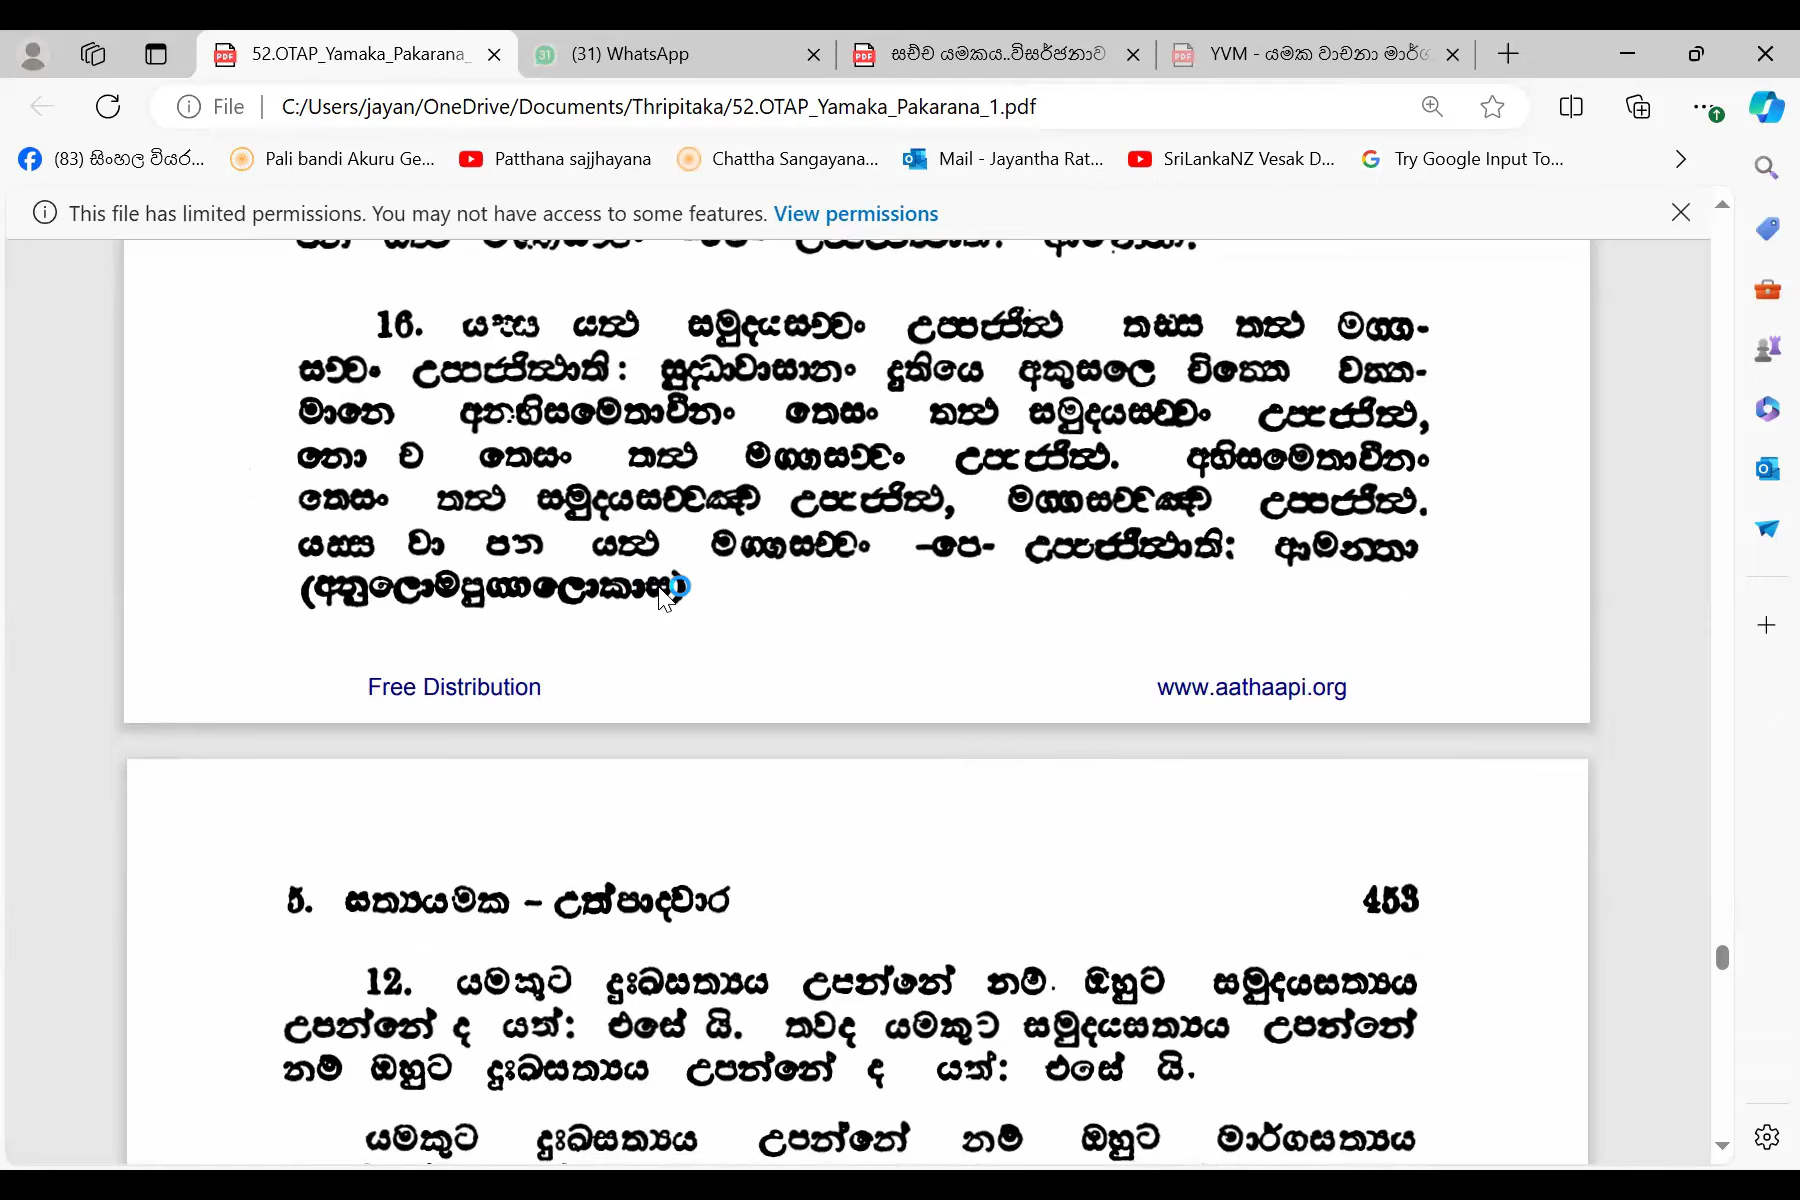 52.OTAP_Yamaka_Pakarana_
(31) WhatsApp
සච්ච යමකය..විසර්ජනාව
YVM - යමක වාචනා මාර්ග
File
C:/Users/jayan/OneDrive/Documents/Thripitaka/52.OTAP_Yamaka_Pakarana_1.pdf
(83) සිංහල වියර...
Pali bandi Akuru Ge...
Patthana sajjhayana
Chattha Sangayana...
Mail - Jayantha Rat...
SriLankaNZ Vesak D...
Try Google Input To...
This file has limited permissions. You may not have access to some features. View permissions
16. යස්ස යත්ථ සමුදයසච්චං උප්පජ්ජිත්ථ තස්ස තත්ථ මග්ග-
සච්චං උප්පජ්ජිත්ථාති: සුද්ධාවාසානං දුතියෙ අකුසලෙ චිත්තෙ වත්ත-
මානෙ අනභිසමෙතාවීනං තෙසං තත්ථ සමුදයසච්චං උප්පජ්ජිත්ථ,
නො ච තෙසං තත්ථ මග්ගසච්චං උප්පජ්ජිත්ථ. අභිසමෙතාවීනං
තෙසං තත්ථ සමුදයසච්චඤ්ච උප්පජ්ජිත්ථ, මග්ගසච්චඤ්ච උප්පජ්ජිත්ථ.
යස්ස වා පන යත්ථ මග්ගසච්චං -පෙ- උප්පජ්ජිත්ථාති: ආමන්තා
(අනුලොමපුග්ගලොකාස)
Free Distribution
www.aathaapi.org
5. සත්‍යයමක - උත්පාදවාර
453
12. යමකුට දුඃඛසත්‍යය උපන්නේ නම් ඔහුට සමුදයසත්‍යය
උපන්නේ ද යත්: එසේ යි. තවද යමකුට සමුදයසත්‍යය උපන්නේ
නම් ඔහුට දුඃඛසත්‍යය උපන්නේ ද යත්: එසේ යි.
යමකුට දුඃඛසත්‍යය උපන්නේ නම් ඔහුට මාර්ගසත්‍යය